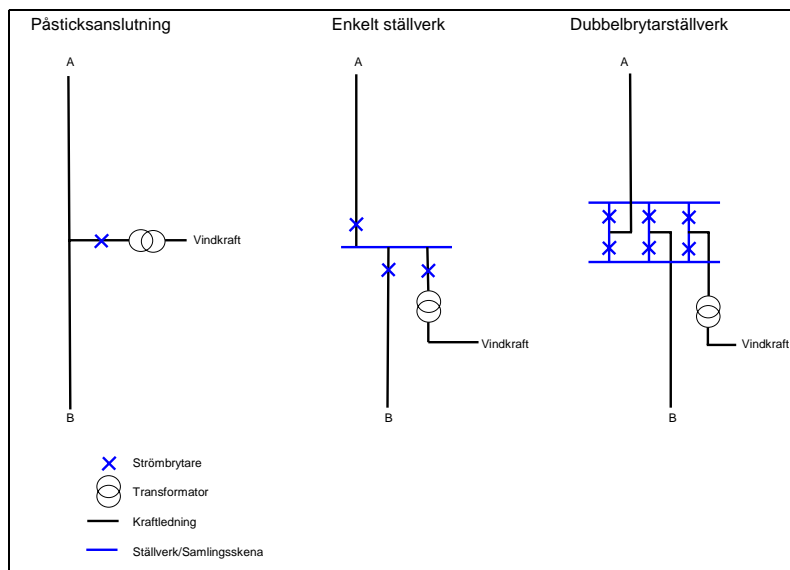 Påsticksanslutning
Enkelt ställverk
Dubbelbrytarställverk
A
A
A
Vindkraft
Vindkraft
Vindkraft
B
B
B
Strömbrytare
Transformator
Kraftledning
Ställverk/Samlingsskena